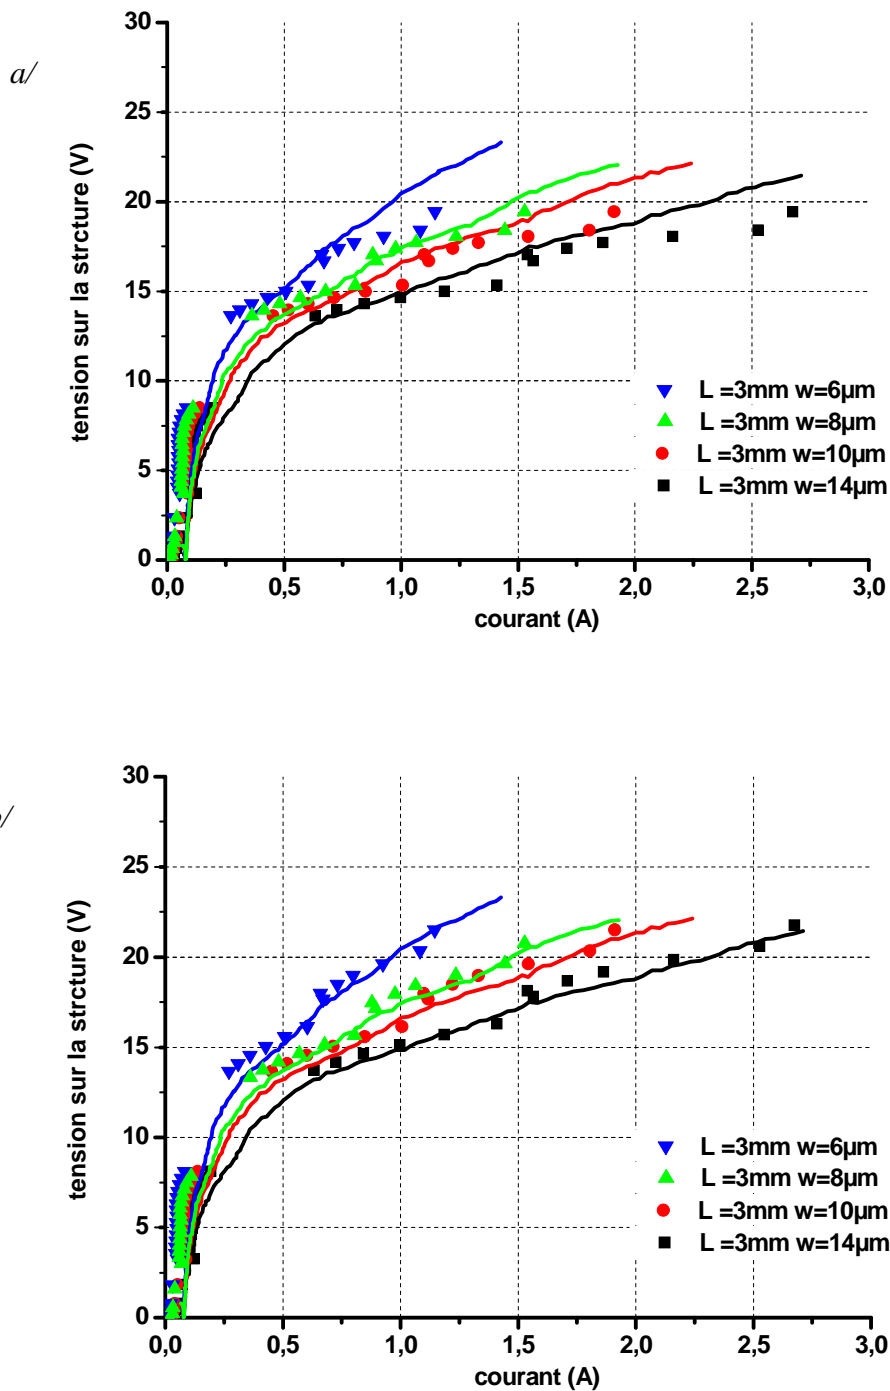 a/
30
25
20
15
10
5
0
tension sur la strcture (V)
L =3mm w=6µm
L =3mm w=8µm
L =3mm w=10µm
L =3mm w=14µm
0,0 0,5 1,0 1,5 2,0 2,5 3,0
courant (A)
/
30
25
20
15
10
5
0
tension sur la strcture (V)
L =3mm w=6µm
L =3mm w=8µm
L =3mm w=10µm
L =3mm w=14µm
0,0 0,5 1,0 1,5 2,0 2,5 3,0
courant (A)